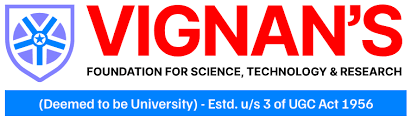 VIGNAN'S
FOUNDATION FOR SCIENCE, TECHNOLOGY & RESEARCH
(Deemed to be University) - Estd. u/s 3 of UGC Act 1956